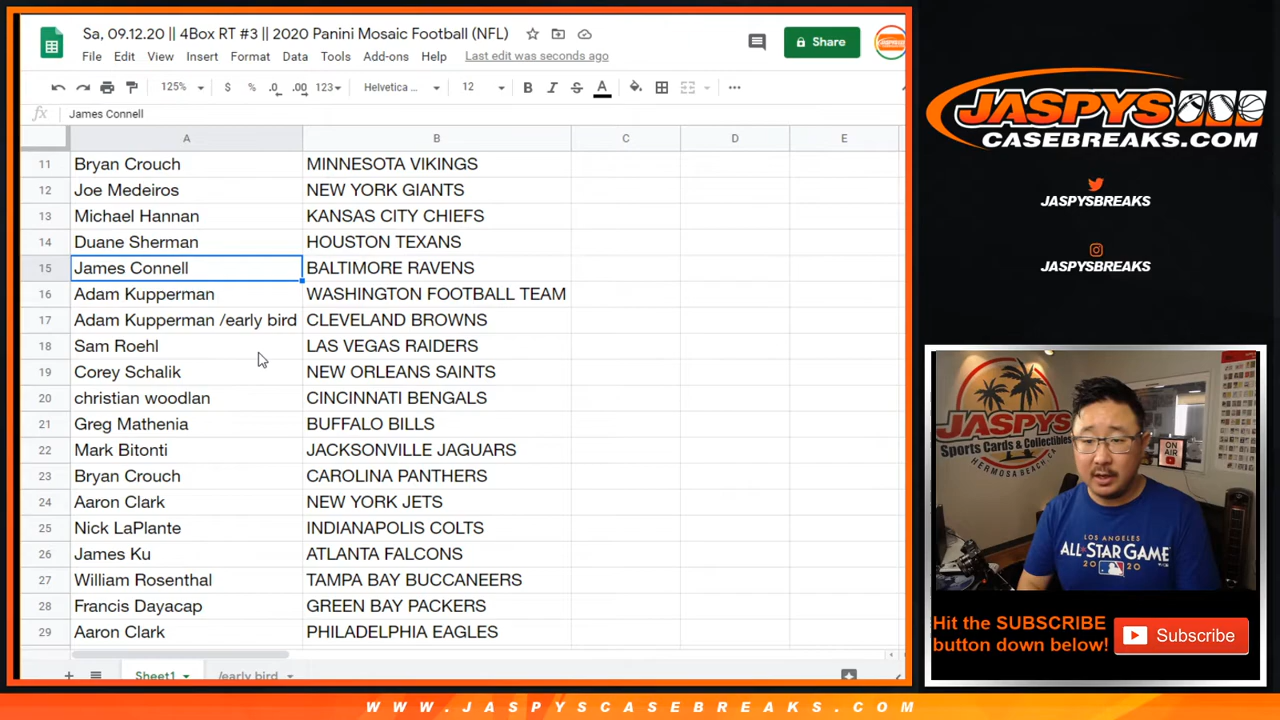 Sa, 09.12.20 || 4Box RT #3 || 2020 Panini Mosaic Football (NFL)
File Edit View Insert Format Data Tools Add-ons Help Last edit was seconds ago
Share
125% $ % .0 .00 123 Helvetica ... 12 B I S A
fx James Connell
A B C D E
11 Bryan Crouch MINNESOTA VIKINGS
12 Joe Medeiros NEW YORK GIANTS
13 Michael Hannan KANSAS CITY CHIEFS
14 Duane Sherman HOUSTON TEXANS
15 James Connell BALTIMORE RAVENS
16 Adam Kupperman WASHINGTON FOOTBALL TEAM
17 Adam Kupperman /early bird CLEVELAND BROWNS
18 Sam Roehl LAS VEGAS RAIDERS
19 Corey Schalik NEW ORLEANS SAINTS
20 christian woodlan CINCINNATI BENGALS
21 Greg Mathenia BUFFALO BILLS
22 Mark Bitonti JACKSONVILLE JAGUARS
23 Bryan Crouch CAROLINA PANTHERS
24 Aaron Clark NEW YORK JETS
25 Nick LaPlante INDIANAPOLIS COLTS
26 James Ku ATLANTA FALCONS
27 William Rosenthal TAMPA BAY BUCCANEERS
28 Francis Dayacap GREEN BAY PACKERS
29 Aaron Clark PHILADELPHIA EAGLES
Sheet1 /early bird
JASPYS
CASEBREAKS.COM
JASPYSBREAKS
JASPYSBREAKS
JASPYS
Sports Cards & Collectibles
HERMOSA BEACH, CA
ON
AIR
LOS ANGELES
ALL STAR GAME
2020
Hit the SUBSCRIBE
button down below!
Subscribe
WWW.JASPYSCASEBREAKS.COM